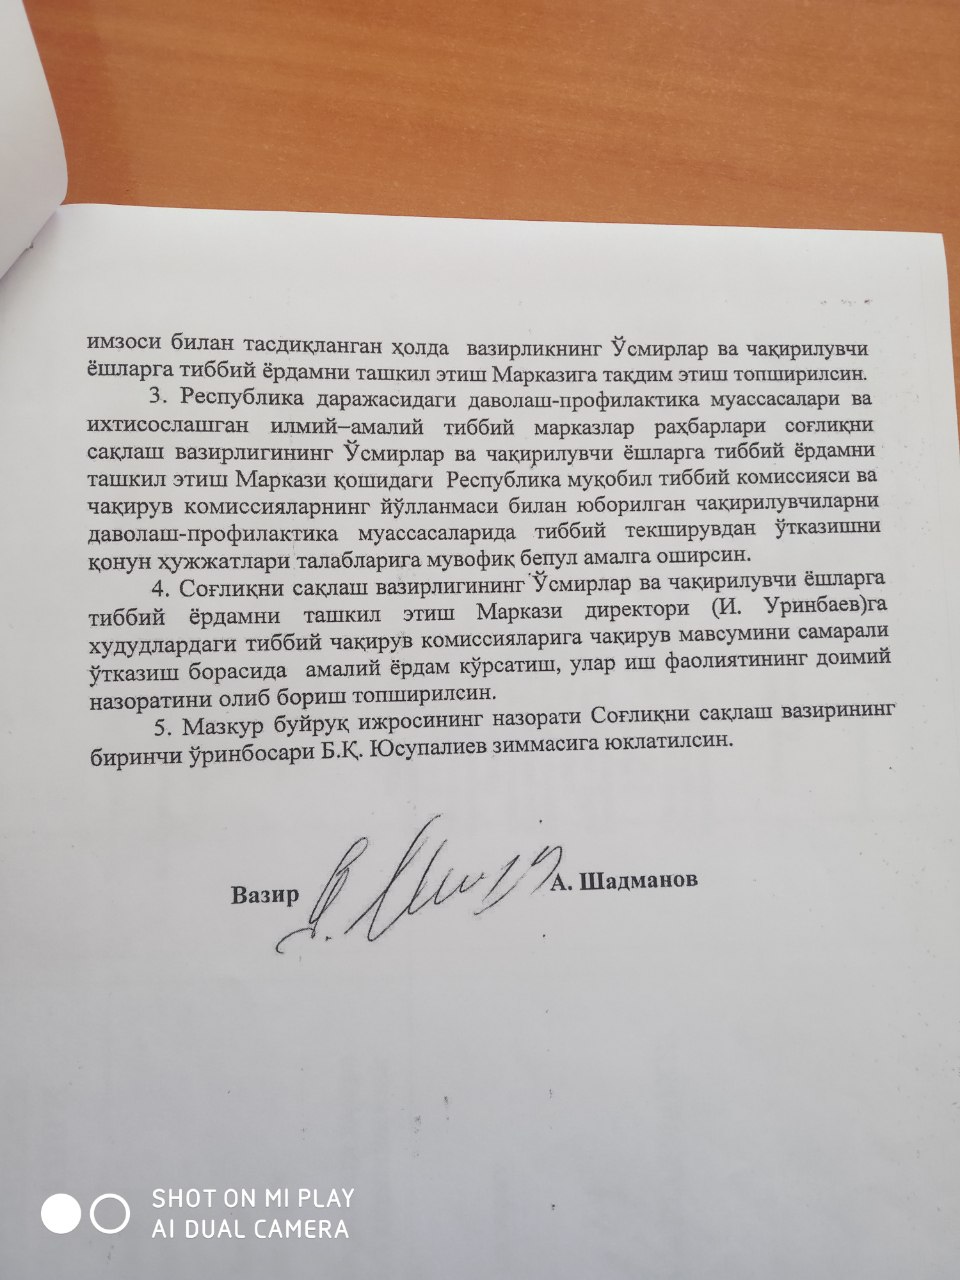 имзоси билан тасдиқланган ҳолда вазирликнинг Ўсмирлар ва чақирилувчи
ёшларга тиббий ёрдамни ташкил этиш Марказига тақдим этиш топширилсин.
3. Республика даражасидаги даволаш-профилактика муассасалари ва
ихтисослашган илмий–амалий тиббий марказлар раҳбарлари соғлиқни
сақлаш вазирлигининг Ўсмирлар ва чақирилувчи ёшларга тиббий ёрдамни
ташкил этиш Маркази қошидаги Республика муқобил тиббий комиссияси ва
чақирув комиссияларнинг йўлланмаси билан юборилган чақирилувчиларни
даволаш-профилактика муассасаларида тиббий текширувдан ўтказишни
қонун ҳужжатлари талабларига мувофиқ бепул амалга оширсин.
4. Соғлиқни сақлаш вазирлигининг Ўсмирлар ва чақирилувчи ёшларга
тиббий ёрдамни ташкил этиш Маркази директори (И. Уринбаев)га
худудлардаги тиббий чақирув комиссияларига чақирув мавсумини самарали
ўтказиш борасида амалий ёрдам кўрсатиш, улар иш фаолиятининг доимий
назоратини олиб бориш топширилсин.
5. Мазкур буйруқ ижросининг назорати Соғлиқни сақлаш вазирининг
биринчи ўринбосари Б.Қ. Юсупалиев зиммасига юклатилсин.
Вазир А. Шадманов
SHOT ON MI PLAY
AI DUAL CAMERA